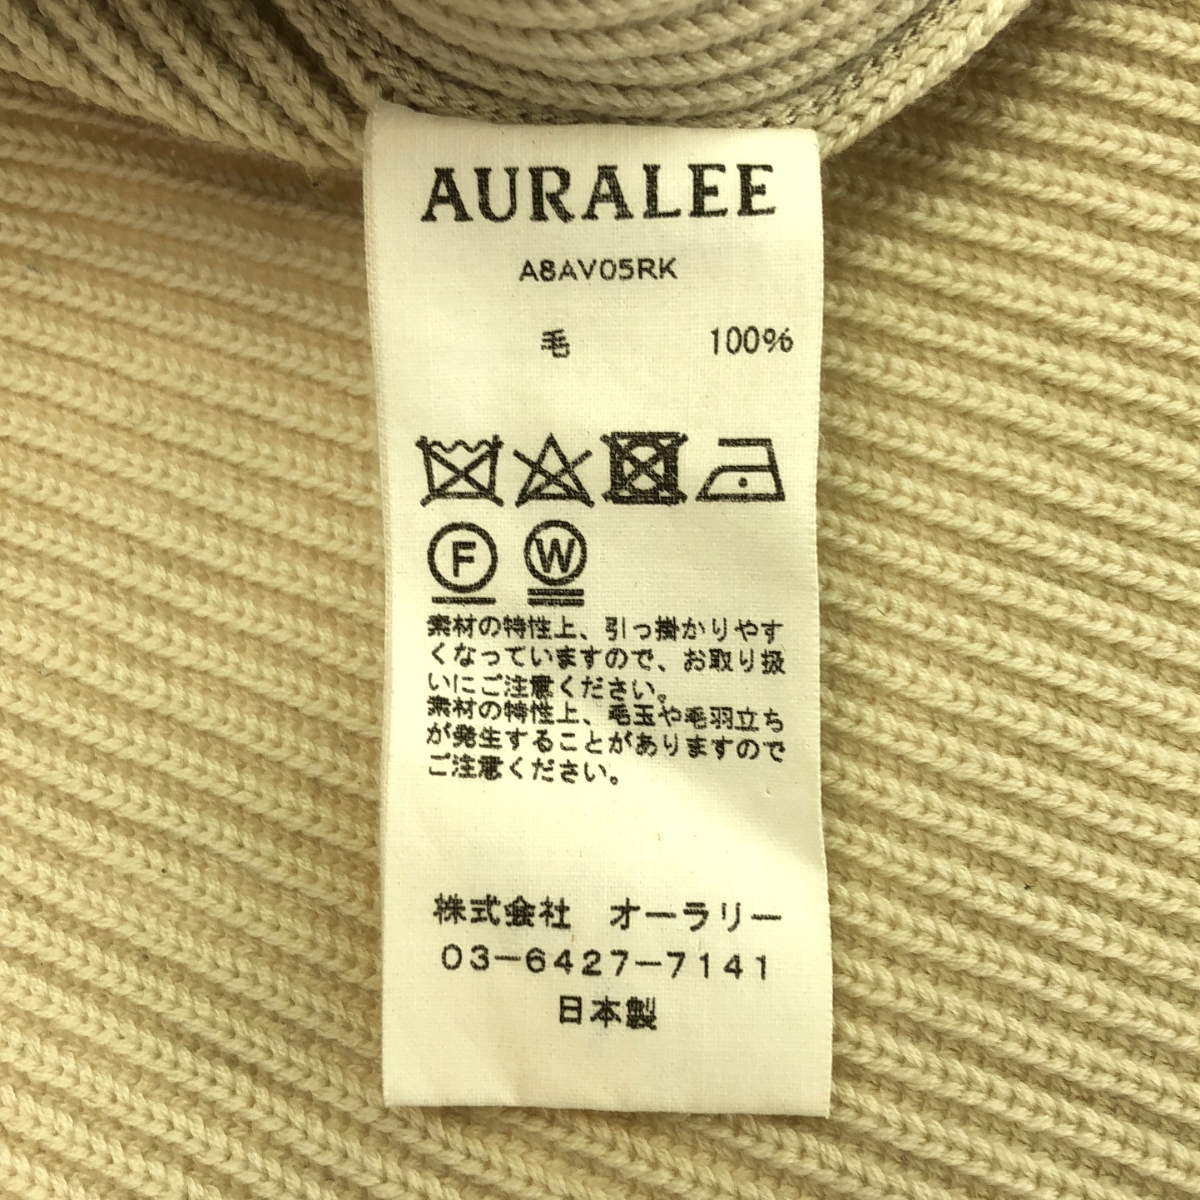 AURALEE
A8AV05RK
毛 100%
F W
素材の特性上、引っ掛かりやす
くなっていますので、お取り扱
いにご注意ください。
素材の特性上、毛玉や毛羽立ち
が発生することがありますので
ご注意ください。
株式会社 オーラリー
03-6427-7141
日本製